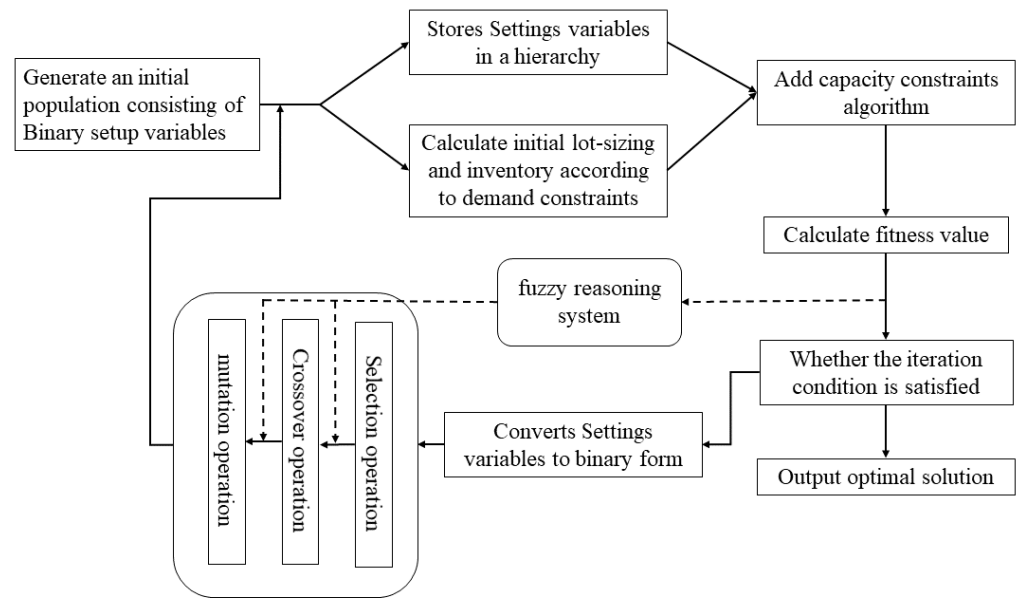 Generate an initial
population consisting of
Binary setup variables
Stores Settings variables
in a hierarchy
Calculate initial lot-sizing
and inventory according
to demand constraints
Add capacity constraints
algorithm
Calculate fitness value
fuzzy reasoning
system
Whether the iteration
condition is satisfied
Output optimal solution
Converts Settings
variables to binary form
Selection operation
Crossover operation
mutation operation